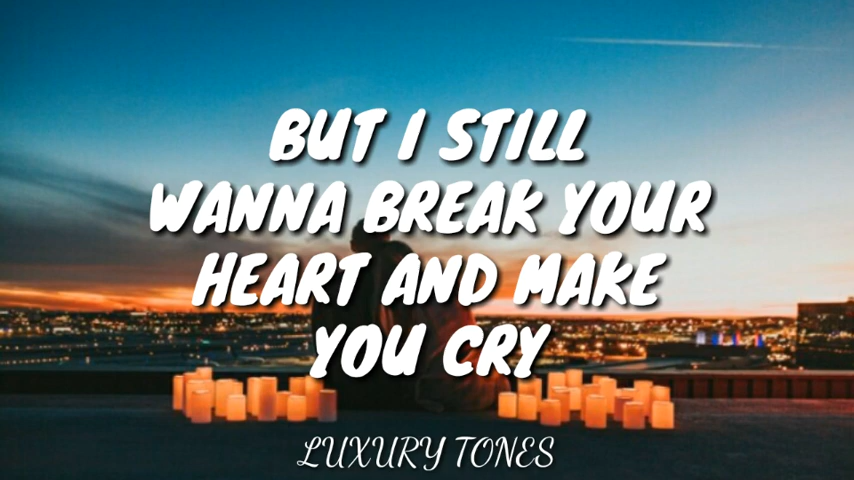 BUT I STILL
WANNA BREAK YOUR
HEART AND MAKE
YOU CRY
LUXURY TONES